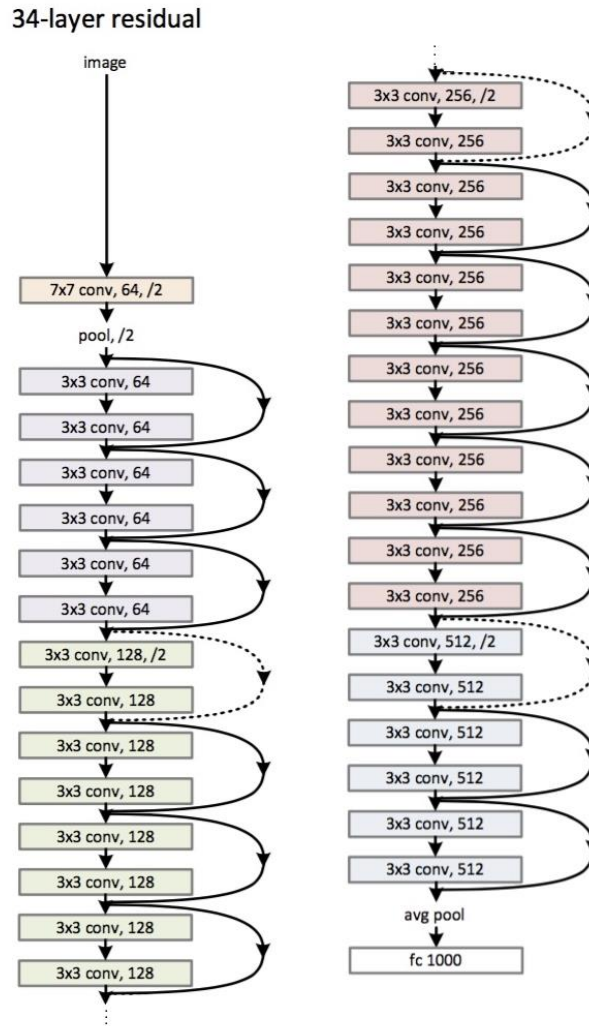 34-layer residual
image
7x7 conv, 64, /2
pool, /2
3x3 conv, 64
3x3 conv, 64
3x3 conv, 64
3x3 conv, 64
3x3 conv, 64
3x3 conv, 64
3x3 conv, 128, /2
3x3 conv, 128
3x3 conv, 128
3x3 conv, 128
3x3 conv, 128
3x3 conv, 128
3x3 conv, 128
3x3 conv, 128
3x3 conv, 256, /2
3x3 conv, 256
3x3 conv, 256
3x3 conv, 256
3x3 conv, 256
3x3 conv, 256
3x3 conv, 256
3x3 conv, 256
3x3 conv, 256
3x3 conv, 256
3x3 conv, 256
3x3 conv, 256
3x3 conv, 512, /2
3x3 conv, 512
3x3 conv, 512
3x3 conv, 512
3x3 conv, 512
3x3 conv, 512
avg pool
fc 1000